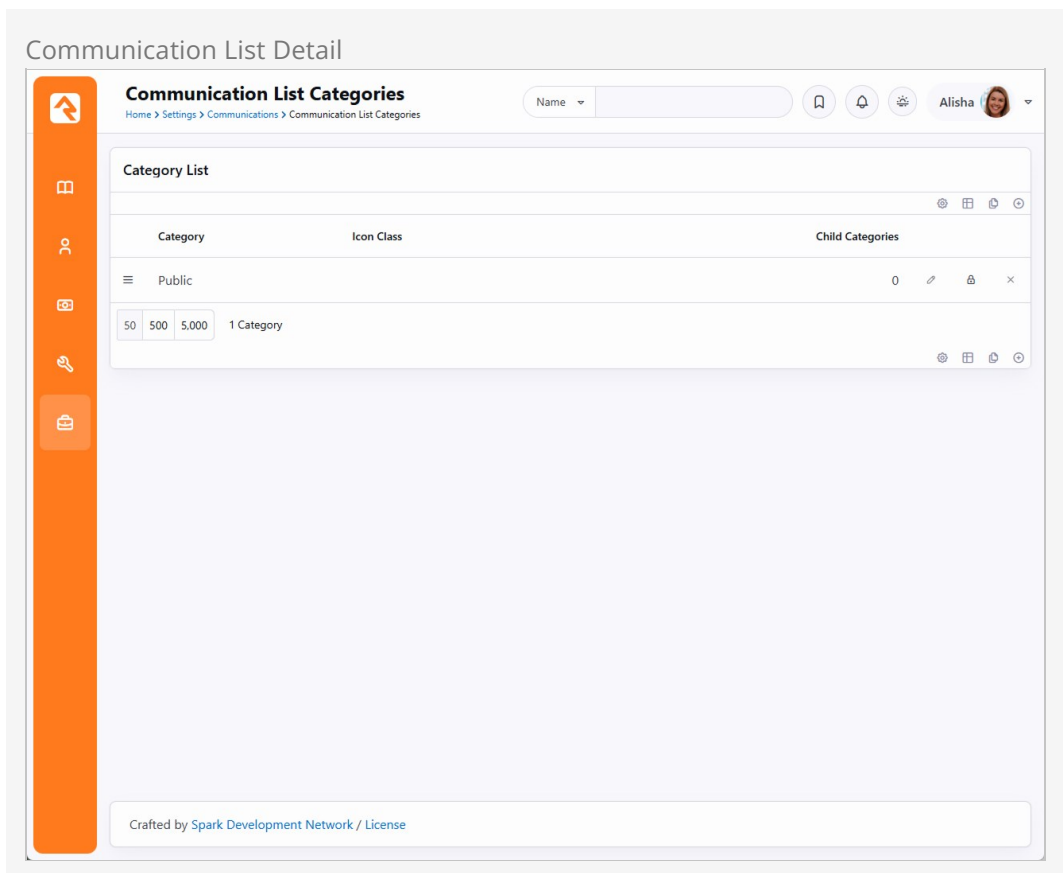 Communication List Detail
Communication List Categories
Home > Settings > Communications > Communication List Categories
Name
Alisha
Category List
Category Icon Class Child Categories
Public 0
50 500 5,000 1 Category
Crafted by Spark Development Network / License